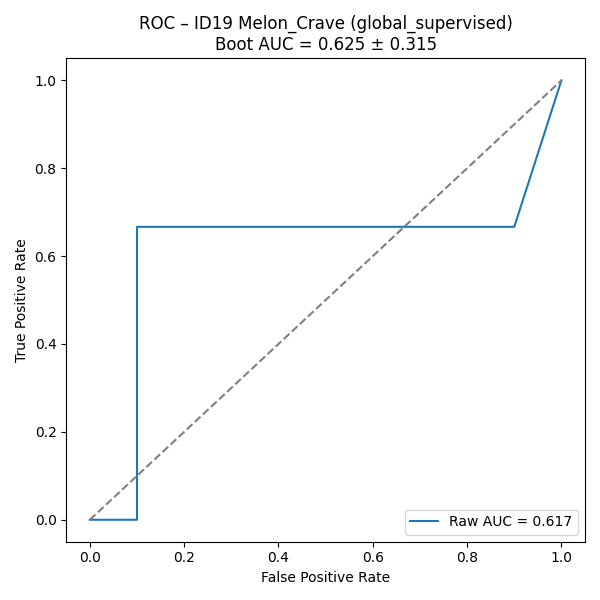 ROC – ID19 Melon_Crave (global_supervised)
Boot AUC = 0.625 ± 0.315
True Positive Rate
1.0
0.8
0.6
0.4
0.2
0.0
Raw AUC = 0.617
0.0 0.2 0.4 0.6 0.8 1.0
False Positive Rate